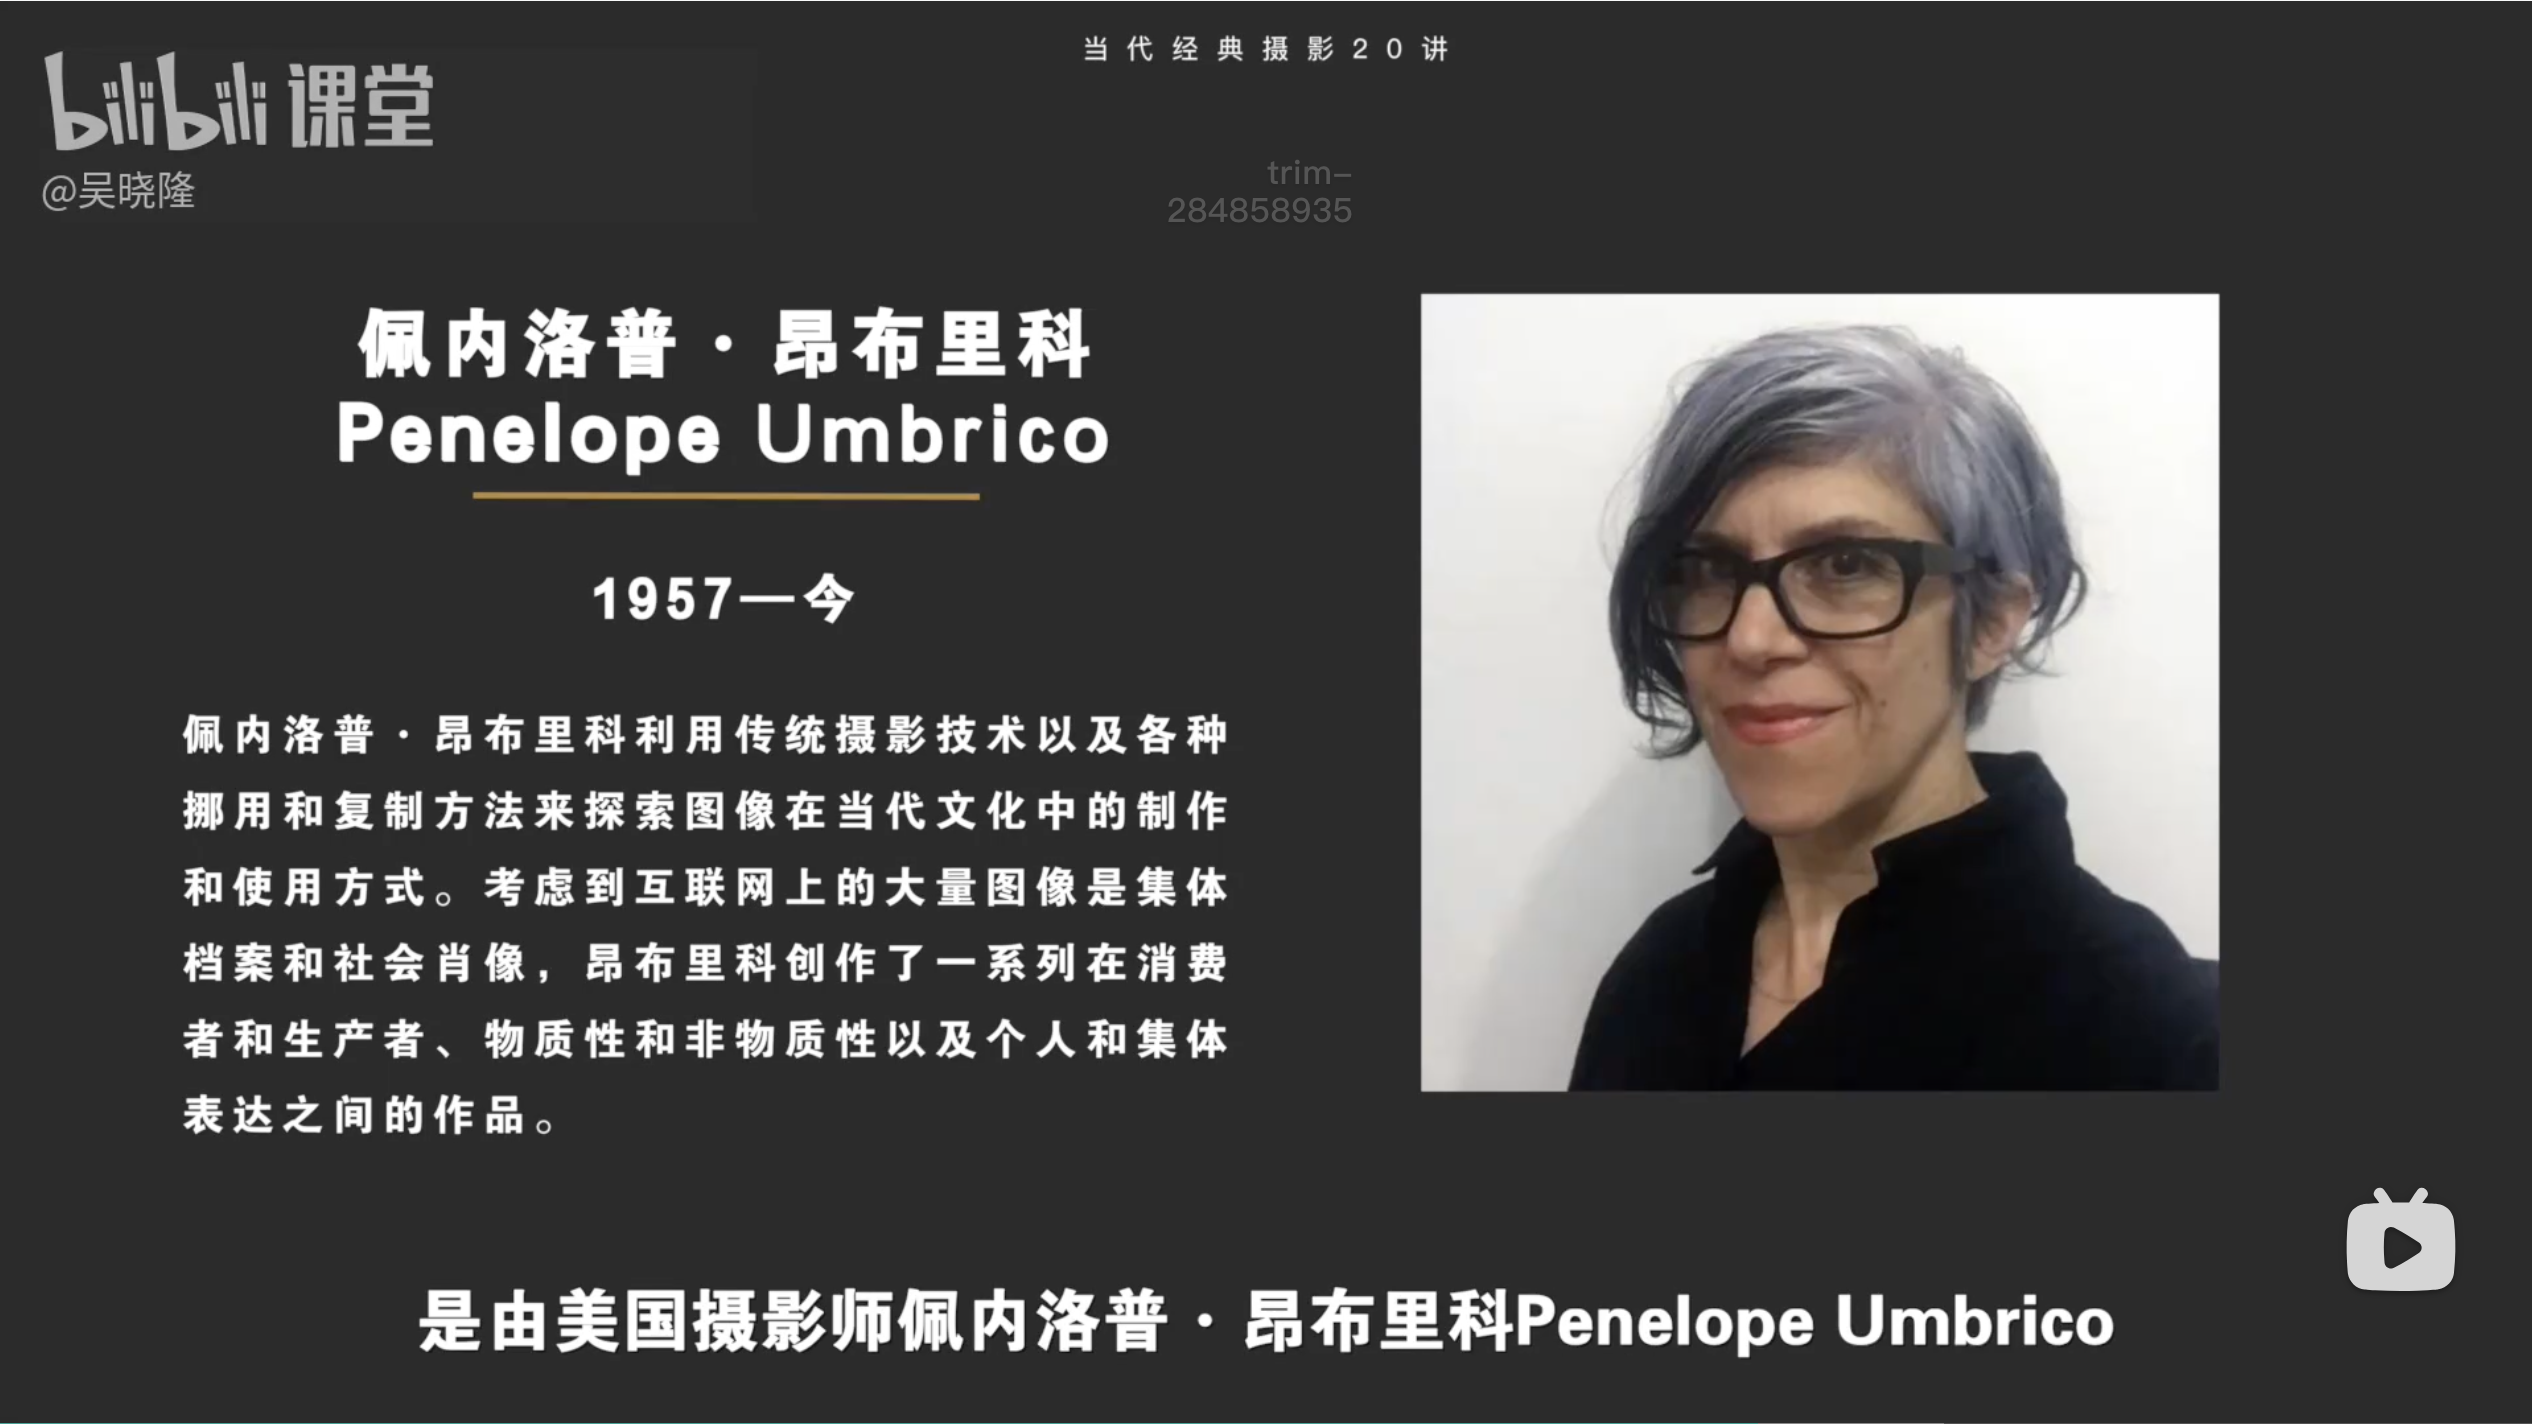 当代经典摄影20讲
bilibili课堂
@吴晓隆
trim-
284858935
佩内洛普·昂布里科
Penelope Umbrico
1957—今
佩内洛普·昂布里科利用传统摄影技术以及各种
挪用和复制方法来探索图像在当代文化中的制作
和使用方式。考虑到互联网上的大量图像是集体
档案和社会肖像，昂布里科创作了一系列在消费
者和生产者、物质性和非物质性以及个人和集体
表达之间的作品。
是由美国摄影师佩内洛普·昂布里科Penelope Umbrico